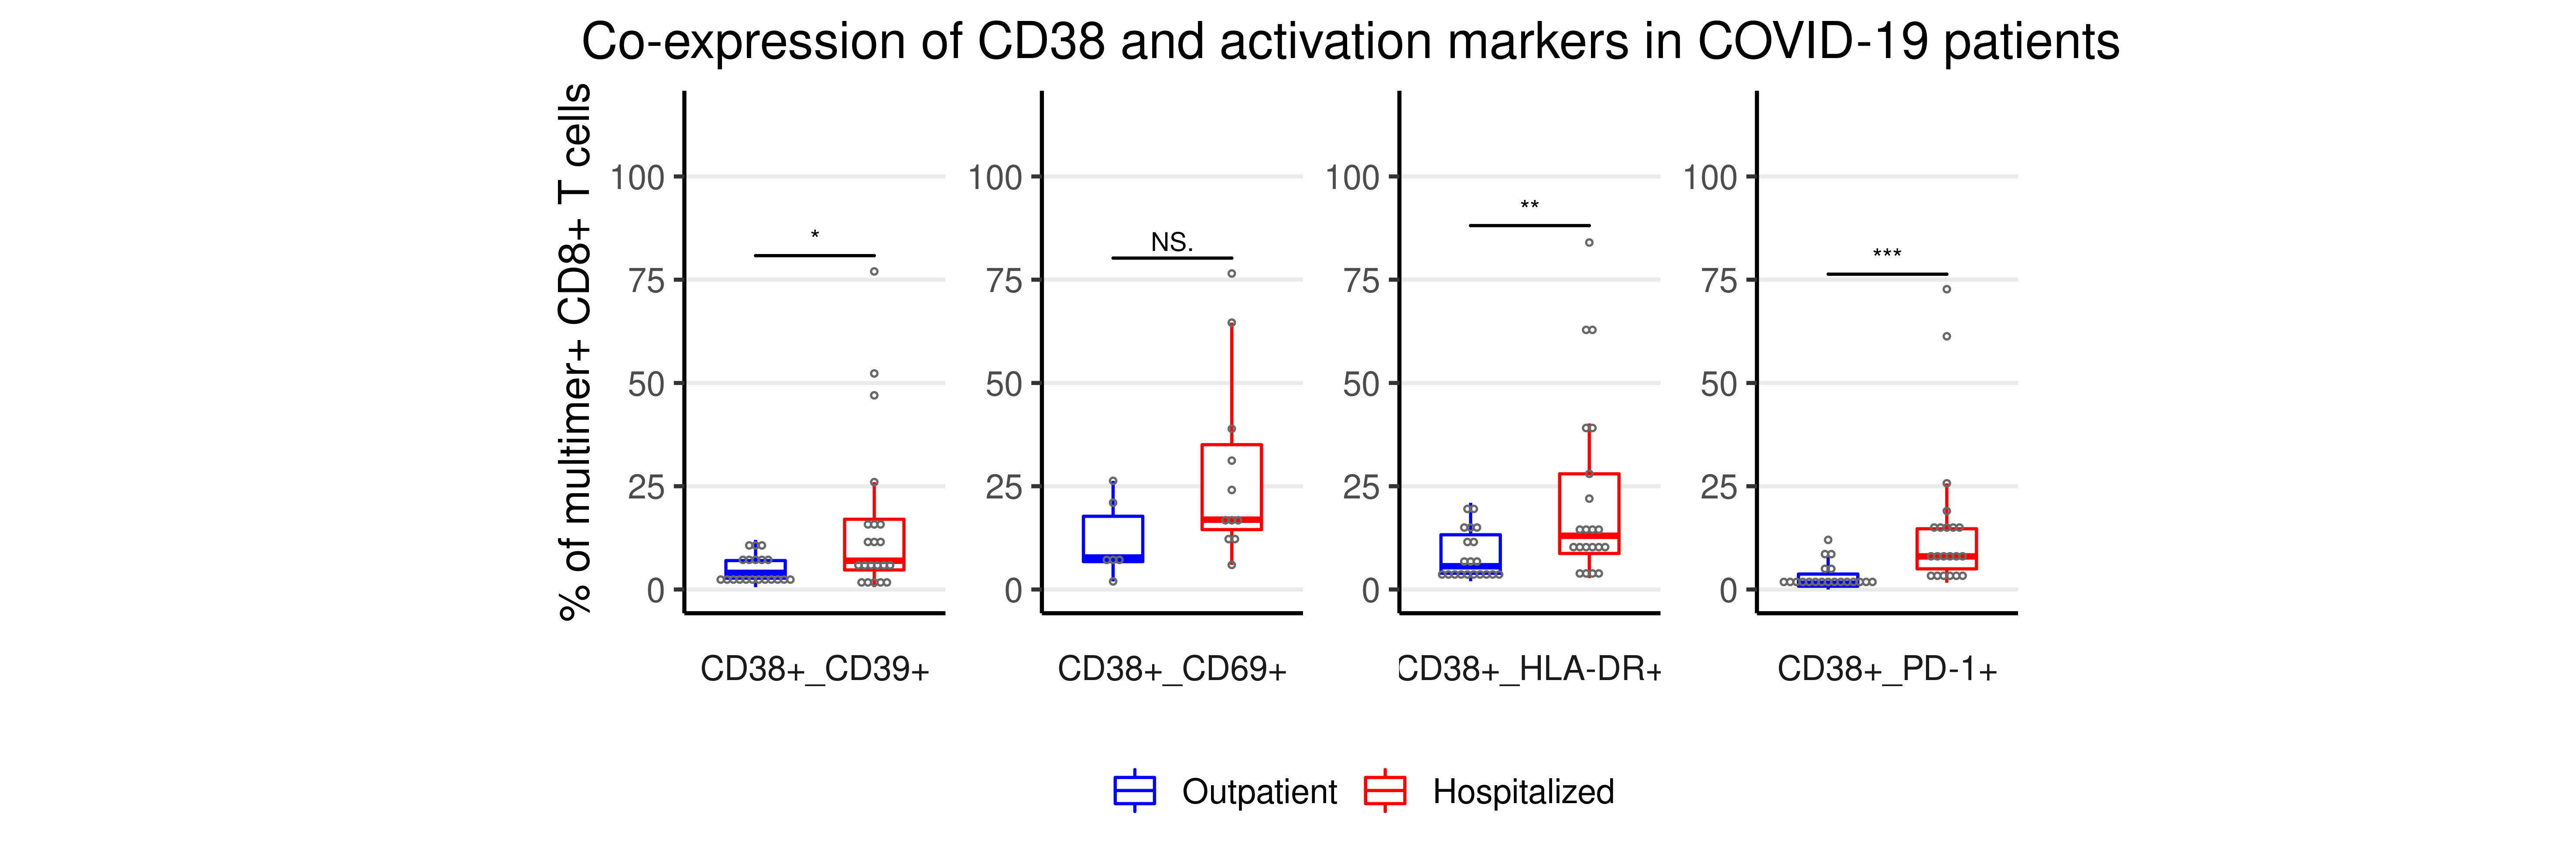 Co-expression of CD38 and activation markers in COVID-19 patients
% of multimer+ CD8+ T cells
100
75
50
25
0
*
CD38+_CD39+
100
75
50
25
0
NS.
CD38+_CD69+
100
75
50
25
0
**
CD38+_HLA-DR+
100
75
50
25
0
***
CD38+_PD-1+
Outpatient
Hospitalized